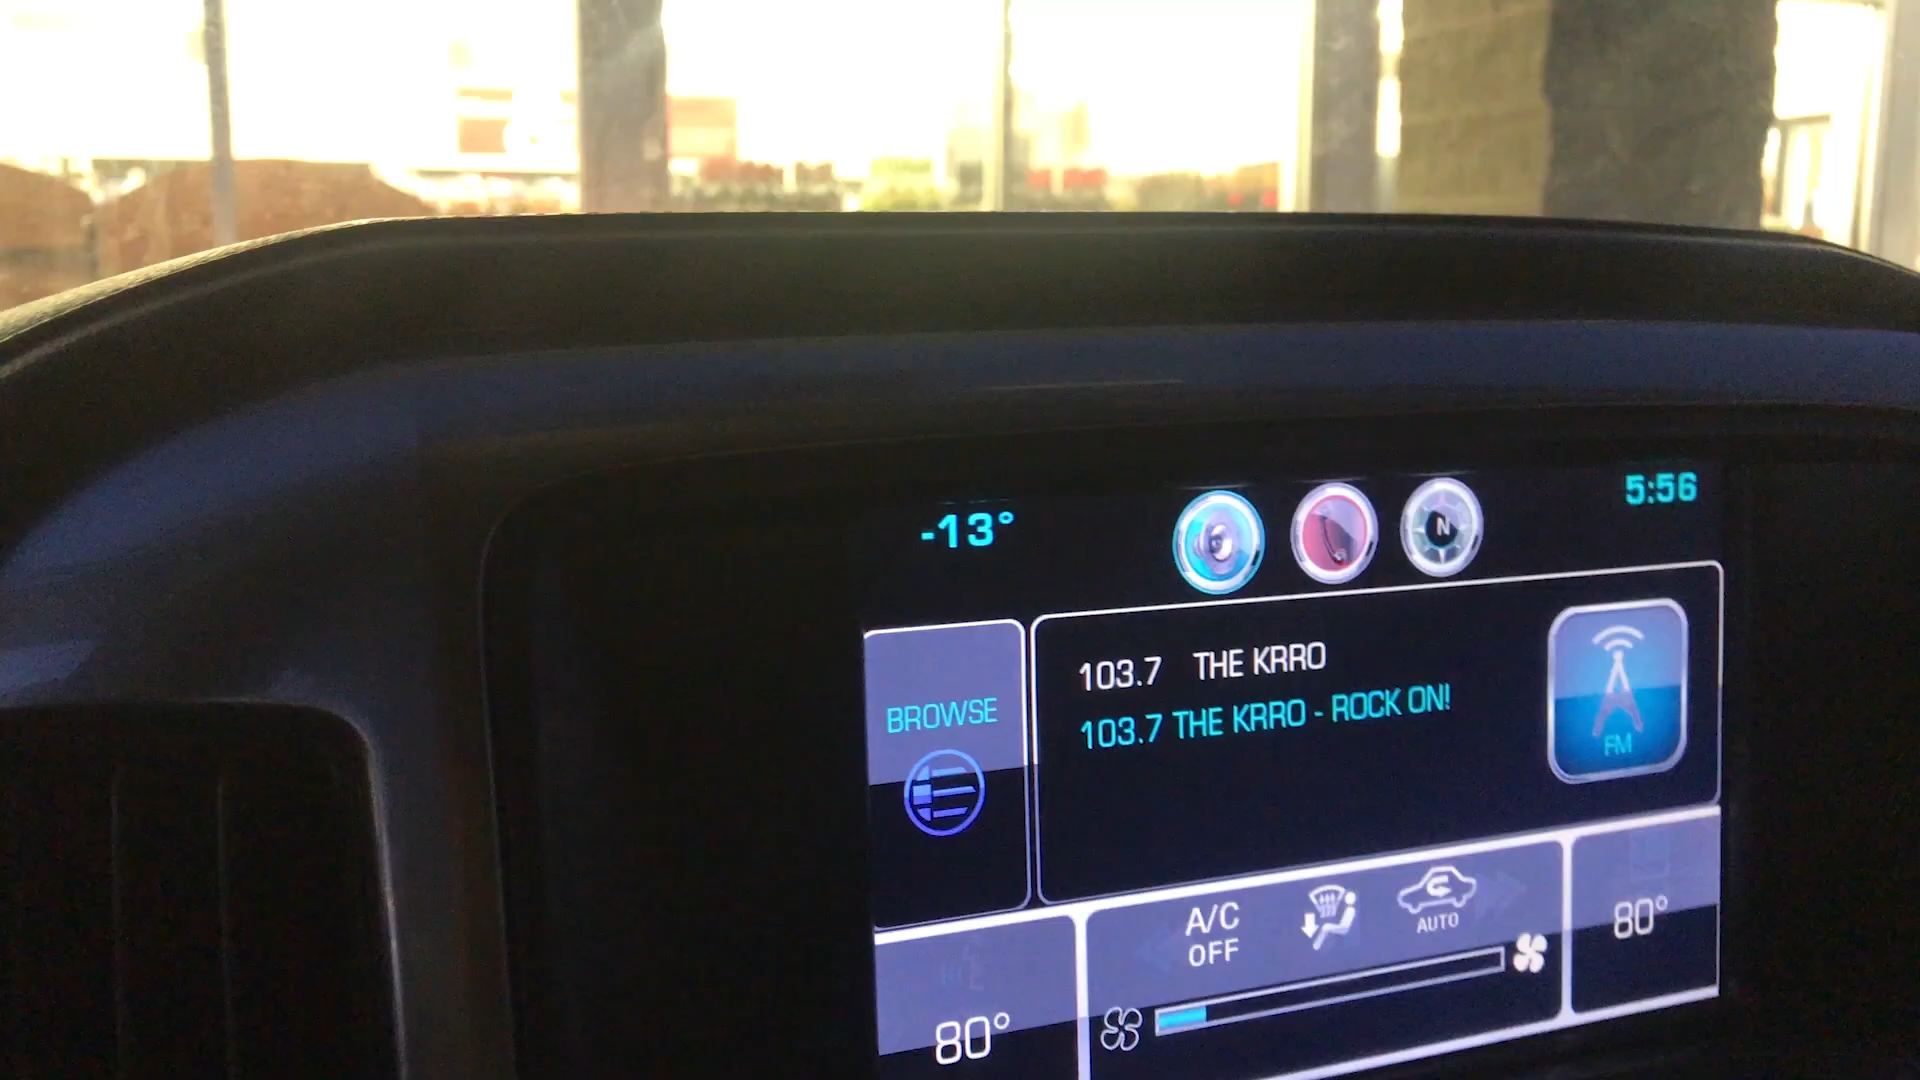 -13°
N
5:56
103.7 THE KRRO
103.7 THE KRRO - ROCK ON!
FM
BROWSE
A/C
OFF
AUTO
80°
80°